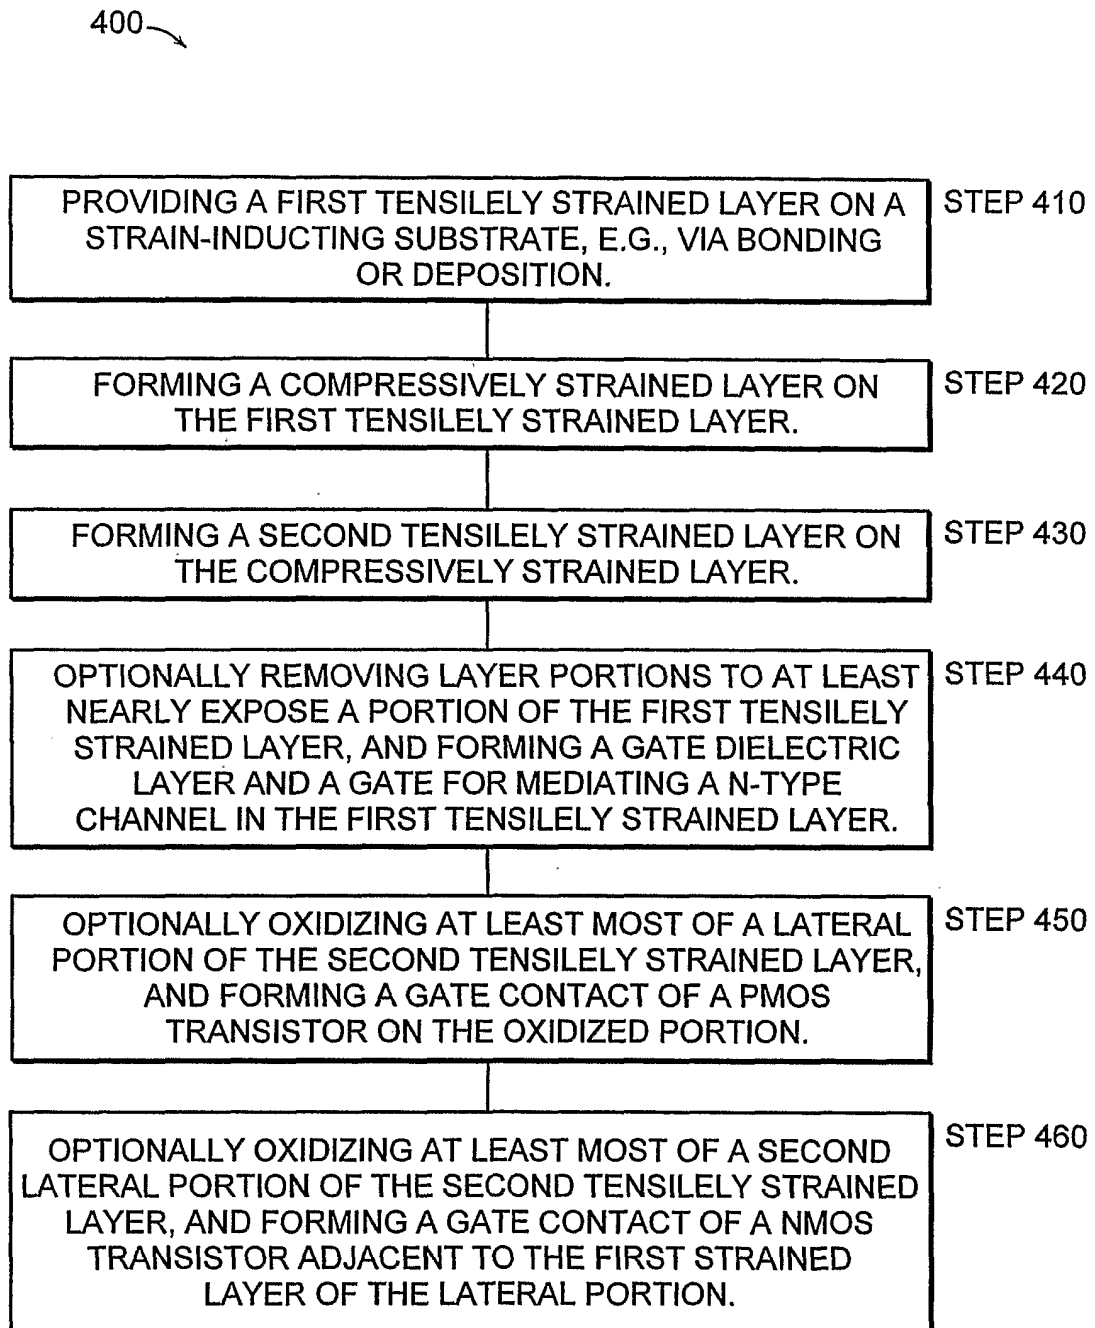 400
PROVIDING A FIRST TENSILELY STRAINED LAYER ON A
STRAIN-INDUCTING SUBSTRATE, E.G., VIA BONDING
OR DEPOSITION.
STEP 410
FORMING A COMPRESSIVELY STRAINED LAYER ON
THE FIRST TENSILELY STRAINED LAYER.
STEP 420
FORMING A SECOND TENSILELY STRAINED LAYER ON
THE COMPRESSIVELY STRAINED LAYER.
STEP 430
OPTIONALLY REMOVING LAYER PORTIONS TO AT LEAST
NEARLY EXPOSE A PORTION OF THE FIRST TENSILELY
STRAINED LAYER, AND FORMING A GATE DIELECTRIC
LAYER AND A GATE FOR MEDIATING A N-TYPE
CHANNEL IN THE FIRST TENSILELY STRAINED LAYER.
STEP 440
OPTIONALLY OXIDIZING AT LEAST MOST OF A LATERAL
PORTION OF THE SECOND TENSILELY STRAINED LAYER,
AND FORMING A GATE CONTACT OF A PMOS
TRANSISTOR ON THE OXIDIZED PORTION.
STEP 450
OPTIONALLY OXIDIZING AT LEAST MOST OF A SECOND
LATERAL PORTION OF THE SECOND TENSILELY STRAINED
LAYER, AND FORMING A GATE CONTACT OF A NMOS
TRANSISTOR ADJACENT TO THE FIRST STRAINED
LAYER OF THE LATERAL PORTION.
STEP 460